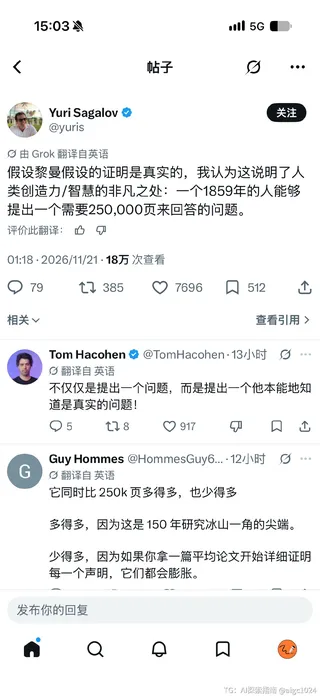 15:03
5G
帖子
Yuri Sagalov
@yuris
关注
由 Grok 翻译自英语
假设黎曼假设的证明是真实的，我认为这说明了人
类创造力/智慧的非凡之处：一个1859年的人能够
提出一个需要250,000页来回答的问题。
评价此翻译：
01:18 · 2026/11/21 · 18万 次查看
79
385
7696
512
相关
查看引用
Tom Hacohen @TomHacohen · 13小时
翻译自 英语
不仅仅是提出一个问题，而是提出一个他本能地知
道是真实的问题！
5
8
917
G
Guy Hommes @HommesGuy6... · 12小时
翻译自 英语
它同时比 250k 页多得多，也少得多
多得多，因为这是 150 年研究冰山一角的尖端。
少得多，因为如果你拿一篇平均论文开始详细证明
每一个声明，它们都会膨胀。
发布你的回复